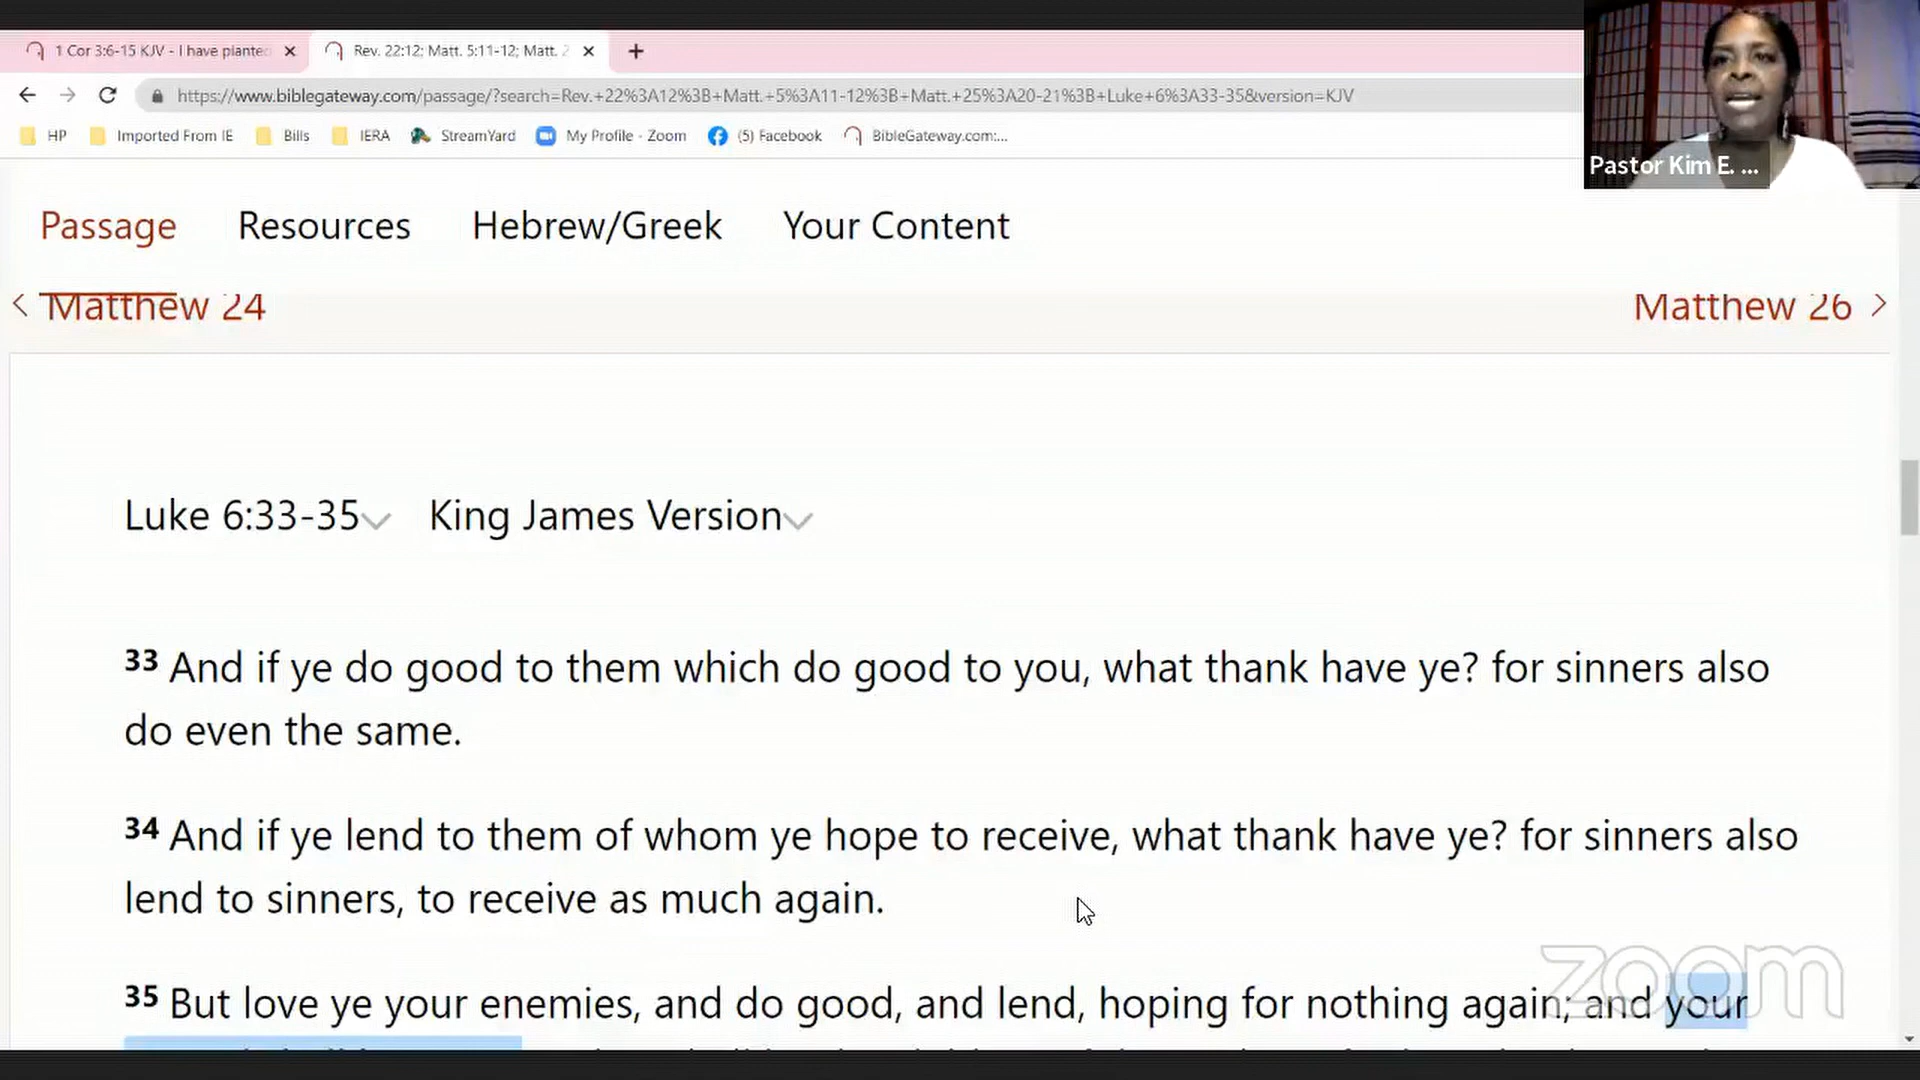 1 Cor 3:6-15 KJV - I have plante
Rev. 22:12; Matt. 5:11-12; Matt. 2
https://www.biblegateway.com/passage/?search=Rev.+22%3A12%3B+Matt.+5%3A11-12%3B+Matt.+25%3A20-21%3B+Luke+6%3A33-35&version=KJV
HP Imported From IE Bills IERA StreamYard My Profile - Zoom (5) Facebook BibleGateway.com:...
Pastor Kim E. ...
Passage Resources Hebrew/Greek Your Content
Matthew 24 Matthew 26
Luke 6:33-35 King James Version
33 And if ye do good to them which do good to you, what thank have ye? for sinners also
do even the same.
34 And if ye lend to them of whom ye hope to receive, what thank have ye? for sinners also
lend to sinners, to receive as much again.
35 But love ye your enemies, and do good, and lend, hoping for nothing again; and your
zoom